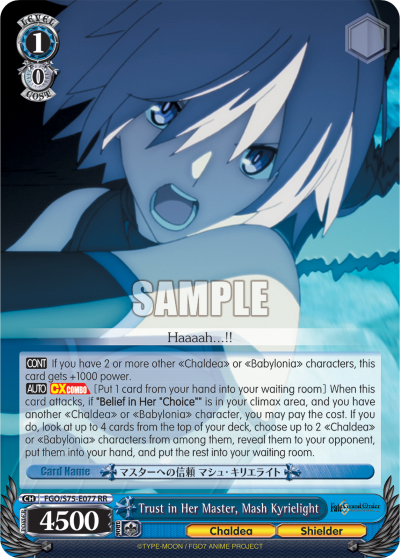 LEVEL
1
0
COST
SAMPLE
Haaaah...!!
CONT If you have 2 or more other «Chaldea» or «Babylonia» characters, this
card gets +1000 power.
AUTO CXCOMBO [Put 1 card from your hand into your waiting room] When this
card attacks, if "Belief in Her "Choice"" is in your climax area, and you have
another «Chaldea» or «Babylonia» character, you may pay the cost. If you
do, look at up to 4 cards from the top of your deck, choose up to 2 «Chaldea»
or «Babylonia» characters from among them, reveal them to your opponent,
put them into your hand, and put the rest into your waiting room.
Card Name マスターへの信頼 マシュ・キリエライト
CH FGO/S75-E077 RR
4500
Trust in Her Master, Mash Kyrielight
Chaldea Shielder
©TYPE-MOON / FGO7 ANIME PROJECT